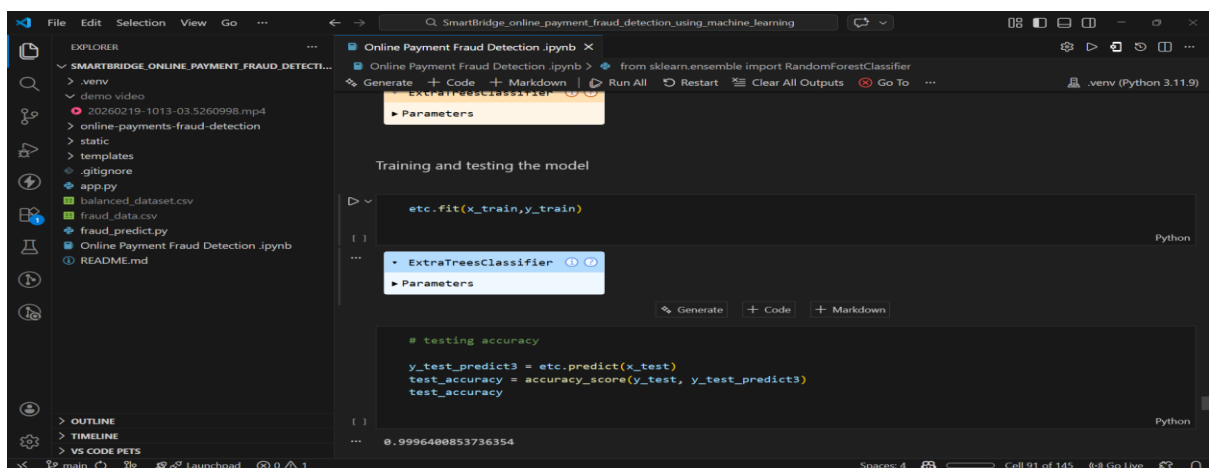 File Edit Selection View Go ···
SmartBridge_online_payment_fraud_detection_using_machine_learning
EXPLORER ···
SMARTBRIDGE_ONLINE_PAYMENT_FRAUD_DETECTI...
.venv
demo video
20260219-1013-03.5260998.mp4
online-payments-fraud-detection
static
templates
.gitignore
app.py
balanced_dataset.csv
fraud_data.csv
fraud_predict.py
Online Payment Fraud Detection .ipynb
README.md
OUTLINE
TIMELINE
VS CODE PETS
Online Payment Fraud Detection .ipynb
Online Payment Fraud Detection .ipynb > from sklearn.ensemble import RandomForestClassifier
Generate + Code + Markdown | Run All Restart Clear All Outputs Go To ··· .venv (Python 3.11.9)
ExtraTreesClassifier
Parameters
Training and testing the model
etc.fit(x_train,y_train)
[ ] Python
ExtraTreesClassifier
Parameters
Generate + Code + Markdown
# testing accuracy
y_test_predict3 = etc.predict(x_test)
test_accuracy = accuracy_score(y_test, y_test_predict3)
test_accuracy
[ ] Python
··· 0.9996400853736354
main Launchpad 0 1 Spaces: 4 Cell 91 of 145 Go Live